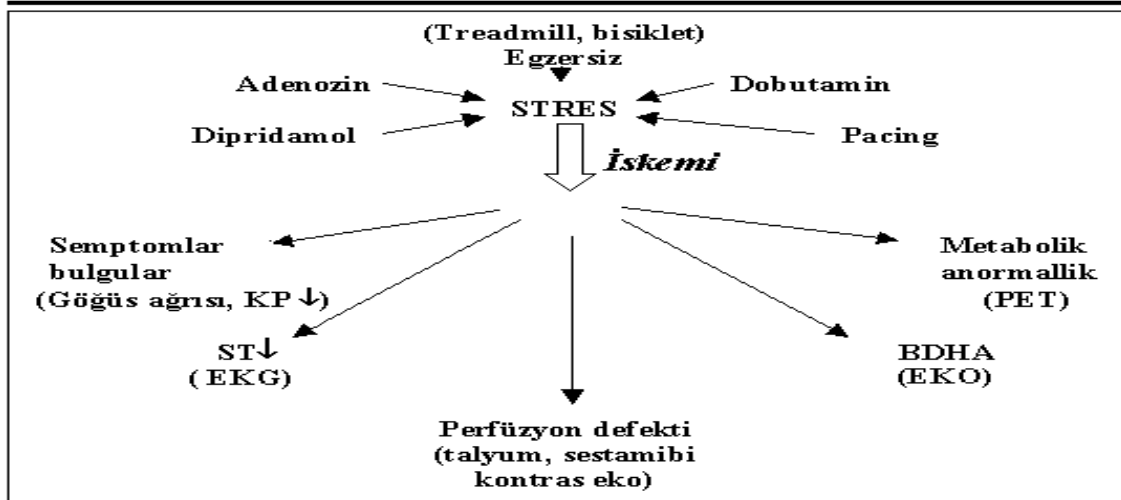 (Treadmill, bisiklet)
Egzersiz
Adenozin
Dobutamin
STRES
Dipridamol
Pacing
İskemi
Semptomlar
bulgular
(Göğüs ağrısı, KP ↓)
Metabolik
anormallik
(PET)
ST↓
( EKG)
BDHA
(EKO)
Perfüzyon defekti
(talyum, sestamibi
kontras eko)